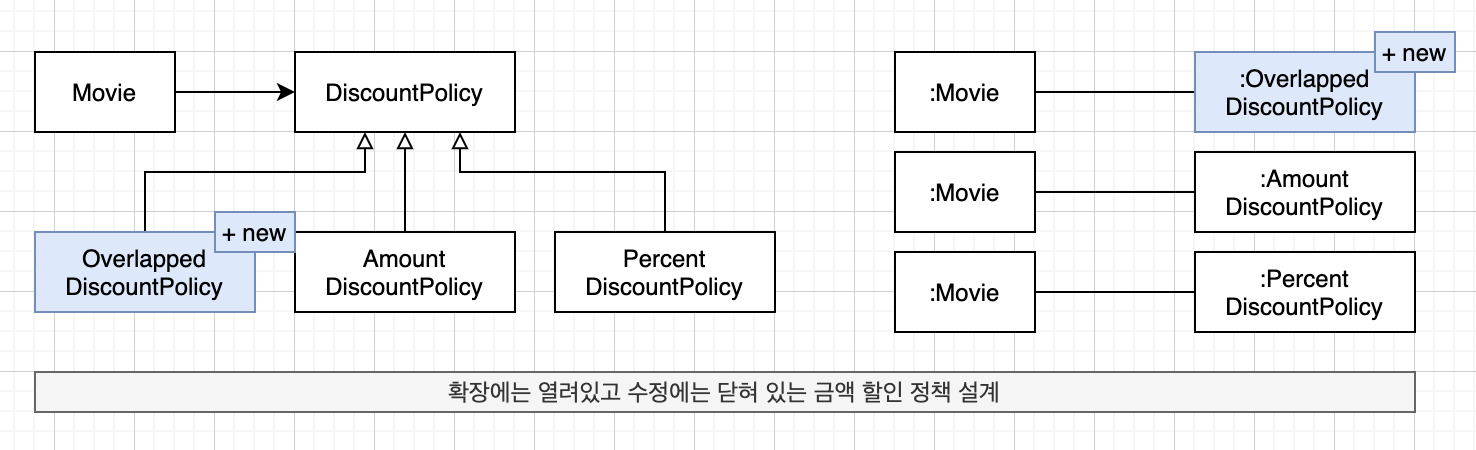 Movie
DiscountPolicy
+ new
Overlapped
DiscountPolicy
Amount
DiscountPolicy
Percent
DiscountPolicy
:Movie
+ new
:Overlapped
DiscountPolicy
:Movie
:Amount
DiscountPolicy
:Movie
:Percent
DiscountPolicy
확장에는 열려있고 수정에는 닫혀 있는 금액 할인 정책 설계